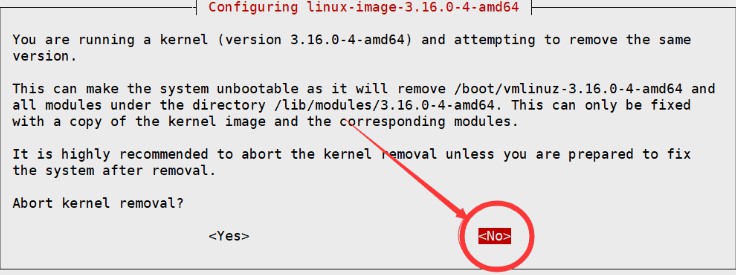 Configuring linux-image-3.16.0-4-amd64
You are running a kernel (version 3.16.0-4-amd64) and attempting to remove the same
version.
This can make the system unbootable as it will remove /boot/vmlinuz-3.16.0-4-amd64 and
all modules under the directory /lib/modules/3.16.0-4-amd64. This can only be fixed
with a copy of the kernel image and the corresponding modules.
It is highly recommended to abort the kernel removal unless you are prepared to fix
the system after removal.
Abort kernel removal?
<Yes> <No>